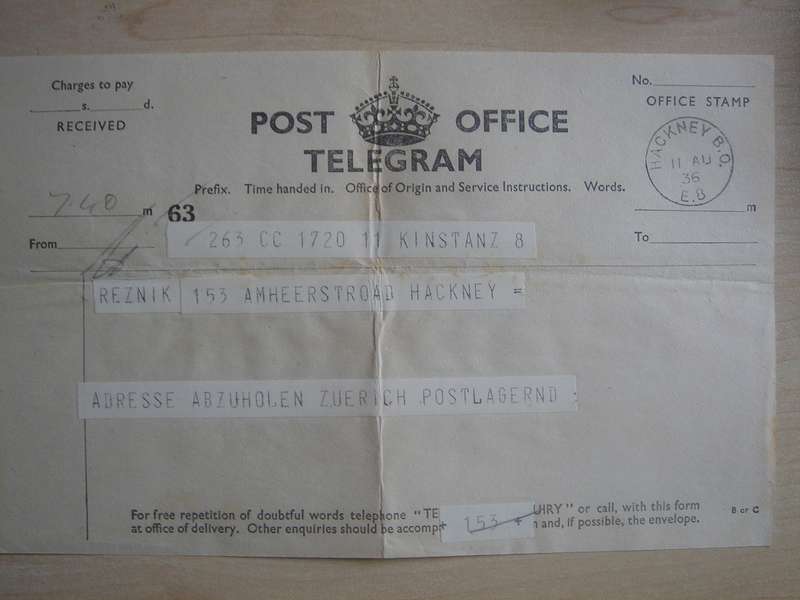 Charges to pay
s. d.
RECEIVED
POST OFFICE
TELEGRAM
No.
OFFICE STAMP
HACKNEY B.O.
11 AU
36
E.8
Prefix. Time handed in. Office of Origin and Service Instructions. Words.
7.40 m
63
m
From
To
263 CC 1720 11 KINSTANZ 8
REZNIK 153 AMHEERSTROAD HACKNEY =
ADRESSE ABZUHOLEN ZUERICH POSTLAGERND
For free repetition of doubtful words telephone "TE IRY" or call, with this form
at office of delivery. Other enquiries should be accomp and, if possible, the envelope.
+ 153 +
B or C